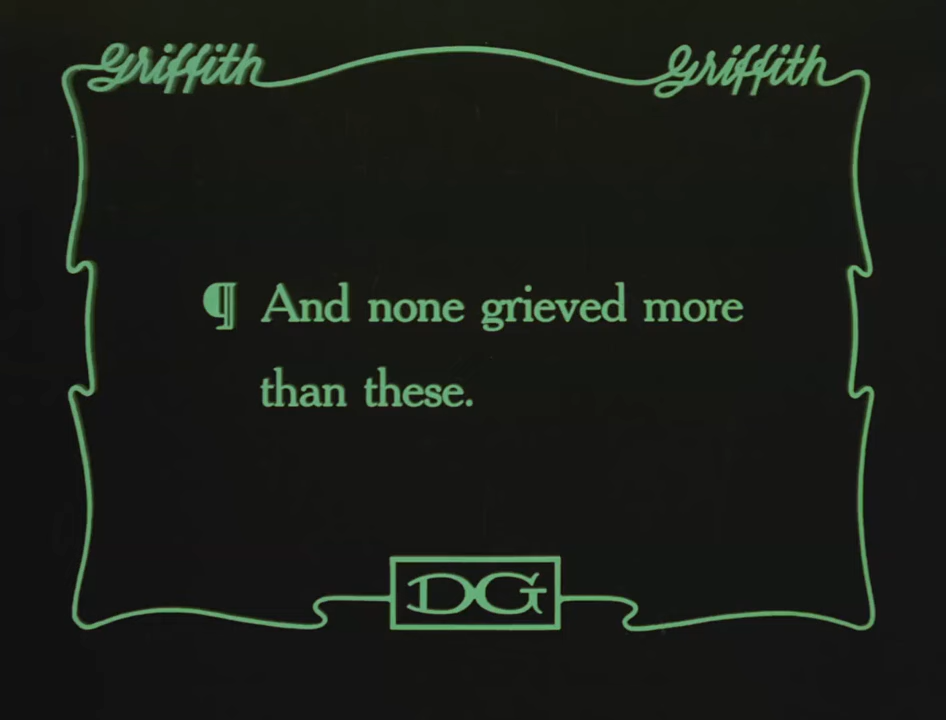 Griffith Griffith
¶ And none grieved more
than these.
DG